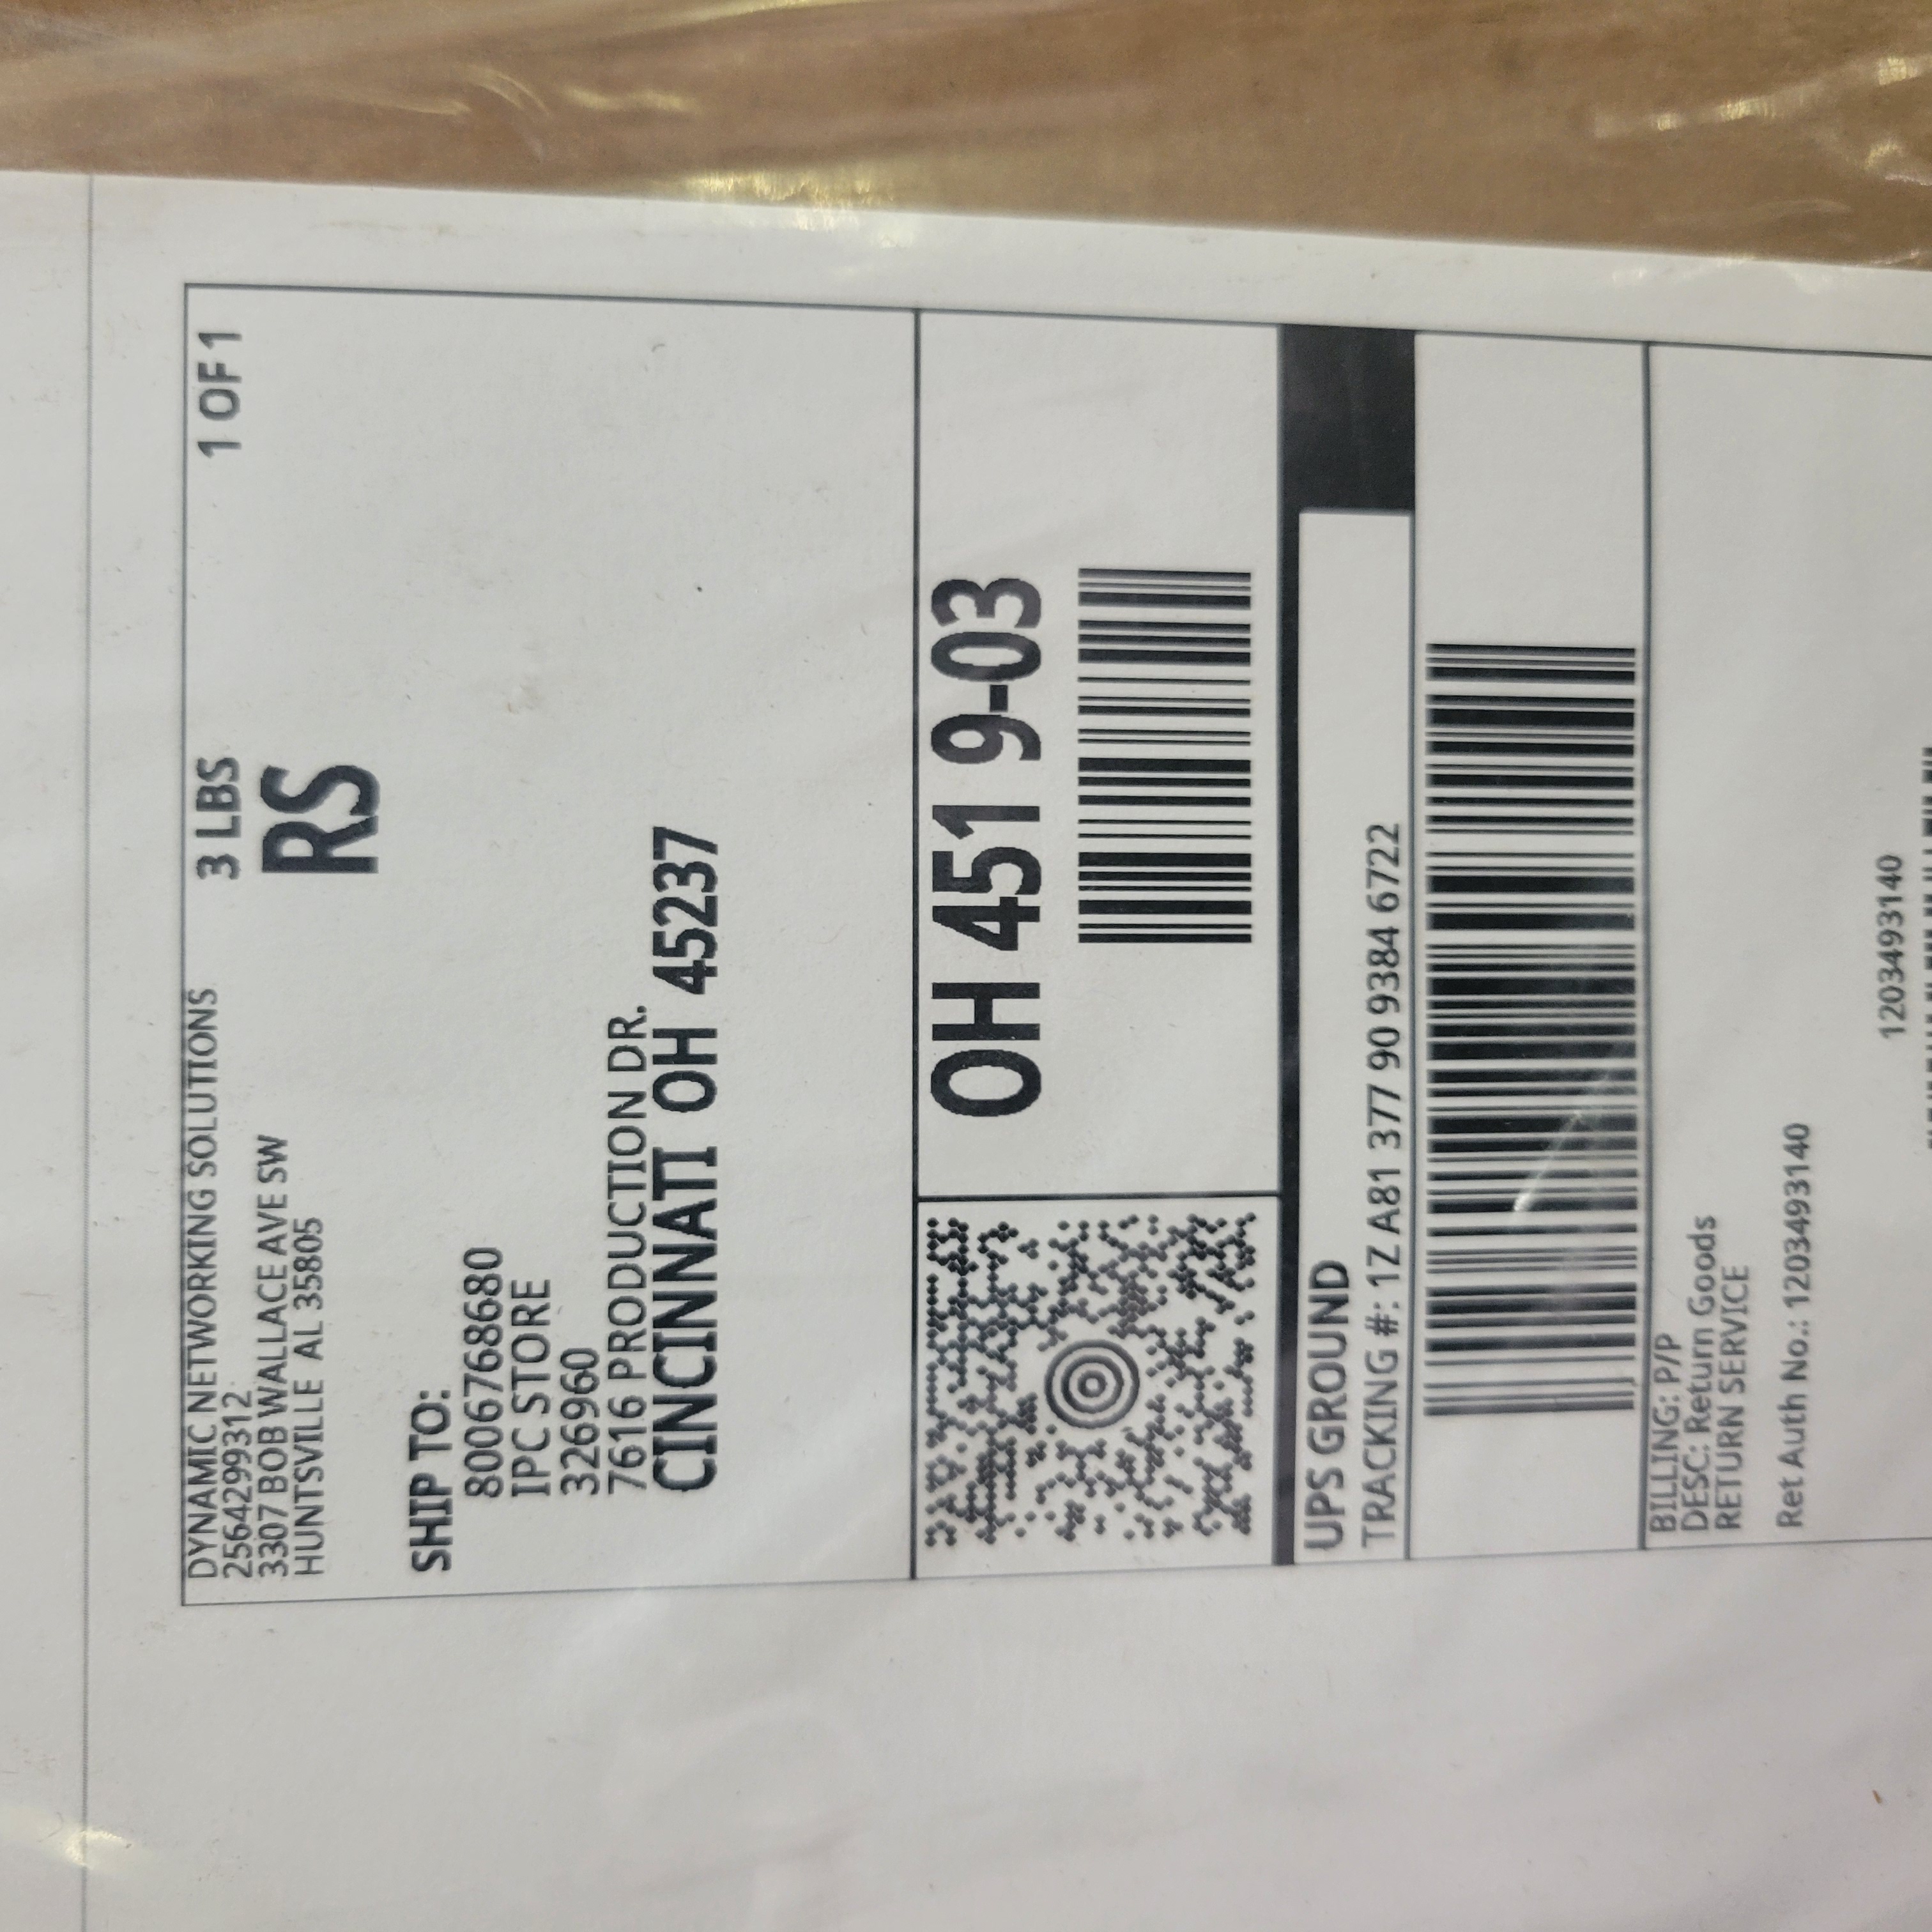 DYNAMIC NETWORKING SOLUTIONS
2564299312
3307 BOB WALLACE AVE SW
HUNTSVILLE AL 35805
3 LBS
1 OF 1
RS
SHIP TO:
8006768680
IPC STORE
326960
7616 PRODUCTION DR.
CINCINNATI OH 45237
OH 451 9-03
UPS GROUND
TRACKING #: 1Z A81 377 90 9384 6722
BILLING: P/P
DESC: Return Goods
RETURN SERVICE
Ret Auth No.: 1203493140
1203493140